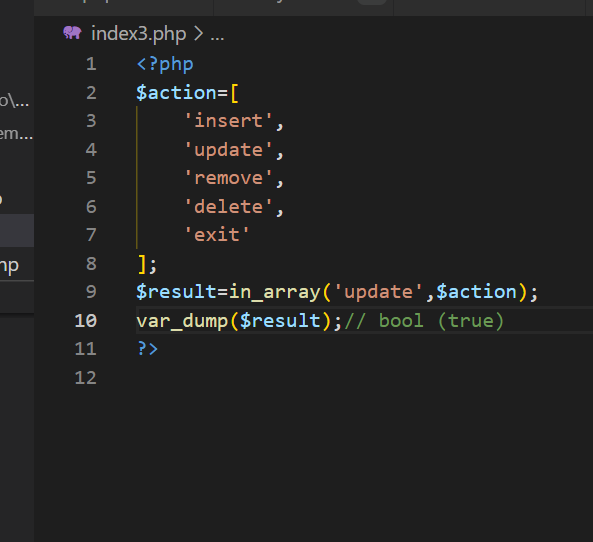 index3.php > ...
1 <?php
2 $action=[
3 'insert',
4 'update',
5 'remove',
6 'delete',
7 'exit'
8 ];
9 $result=in_array('update',$action);
10 var_dump($result);// bool (true)
11 ?>
12
o\...
em...